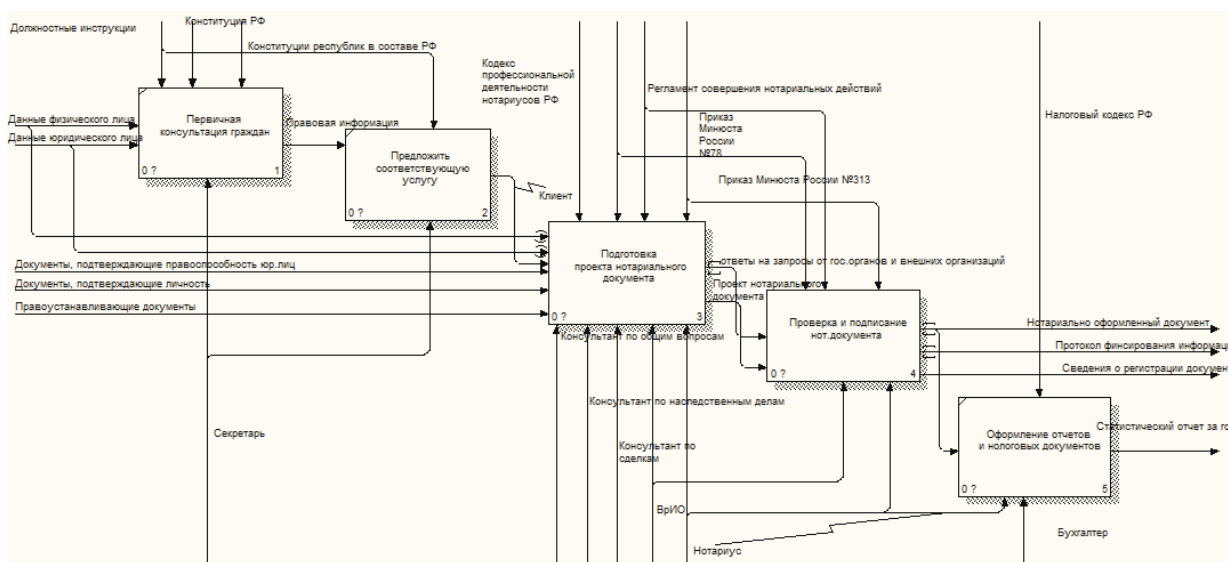 Должностные инструкции
Конституция РФ
Конституции республик в составе РФ
Кодекс
профессиональной
деятельности
нотариусов РФ
Регламент совершения нотариальных действий
Приказ
Минюста
России
№78
Налоговый кодекс РФ
Данные физического лица
Данные юридического лица
Первичная
консультация граждан
0 ?
1
Правовая информация
Предложить
соответствующую
услугу
0 ?
2
Клиент
Приказ Минюста России №313
Документы, подтверждающие правоспособность юр.лиц
Документы, подтверждающие личность
Правоустанавливающие документы
Подготовка
проекта нотариального
документа
0 ?
3
ответы на запросы от гос.органов и внешних организаций
Проект нотариального
документа
Проверка и подписание
нот.документа
0 ?
4
Нотариально оформленный документ
Протокол финсирования информаци
Сведения о регистрации докумен
Консультант по общим вопросам
Консультант по наследственным делам
Консультант по
сделкам
Секретарь
Оформление отчетов
и нологовых документов
0 ?
5
Статистический отчет за го
ВрИО
Нотариус
Бухгалтер